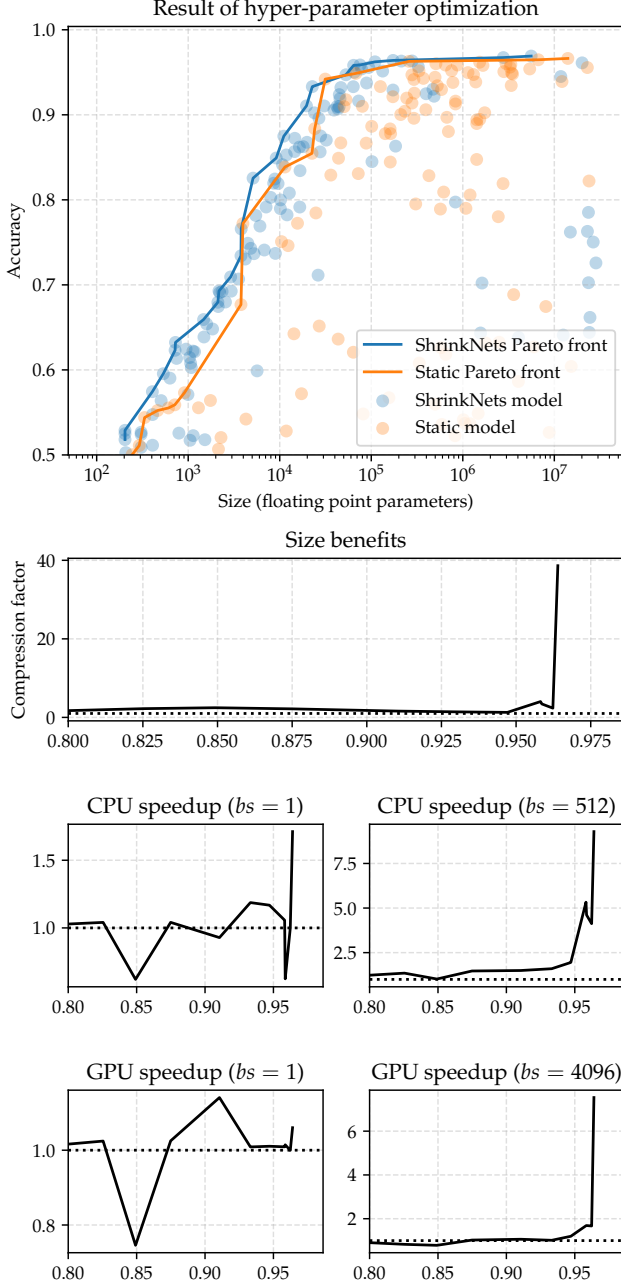 Result of hyper-parameter optimization
1.0
0.9
0.8
0.7
0.6
0.5
Accuracy
ShrinkNets Pareto front
Static Pareto front
ShrinkNets model
Static model
10² 10³ 10⁴ 10⁵ 10⁶ 10⁷
Size (floating point parameters)
Size benefits
40
20
0
Compression factor
0.800 0.825 0.850 0.875 0.900 0.925 0.950 0.975
CPU speedup (bs = 1)
1.5
1.0
0.80 0.85 0.90 0.95
CPU speedup (bs = 512)
7.5
5.0
2.5
0.80 0.85 0.90 0.95
GPU speedup (bs = 1)
1.0
0.8
0.80 0.85 0.90 0.95
GPU speedup (bs = 4096)
6
4
2
0.80 0.85 0.90 0.95